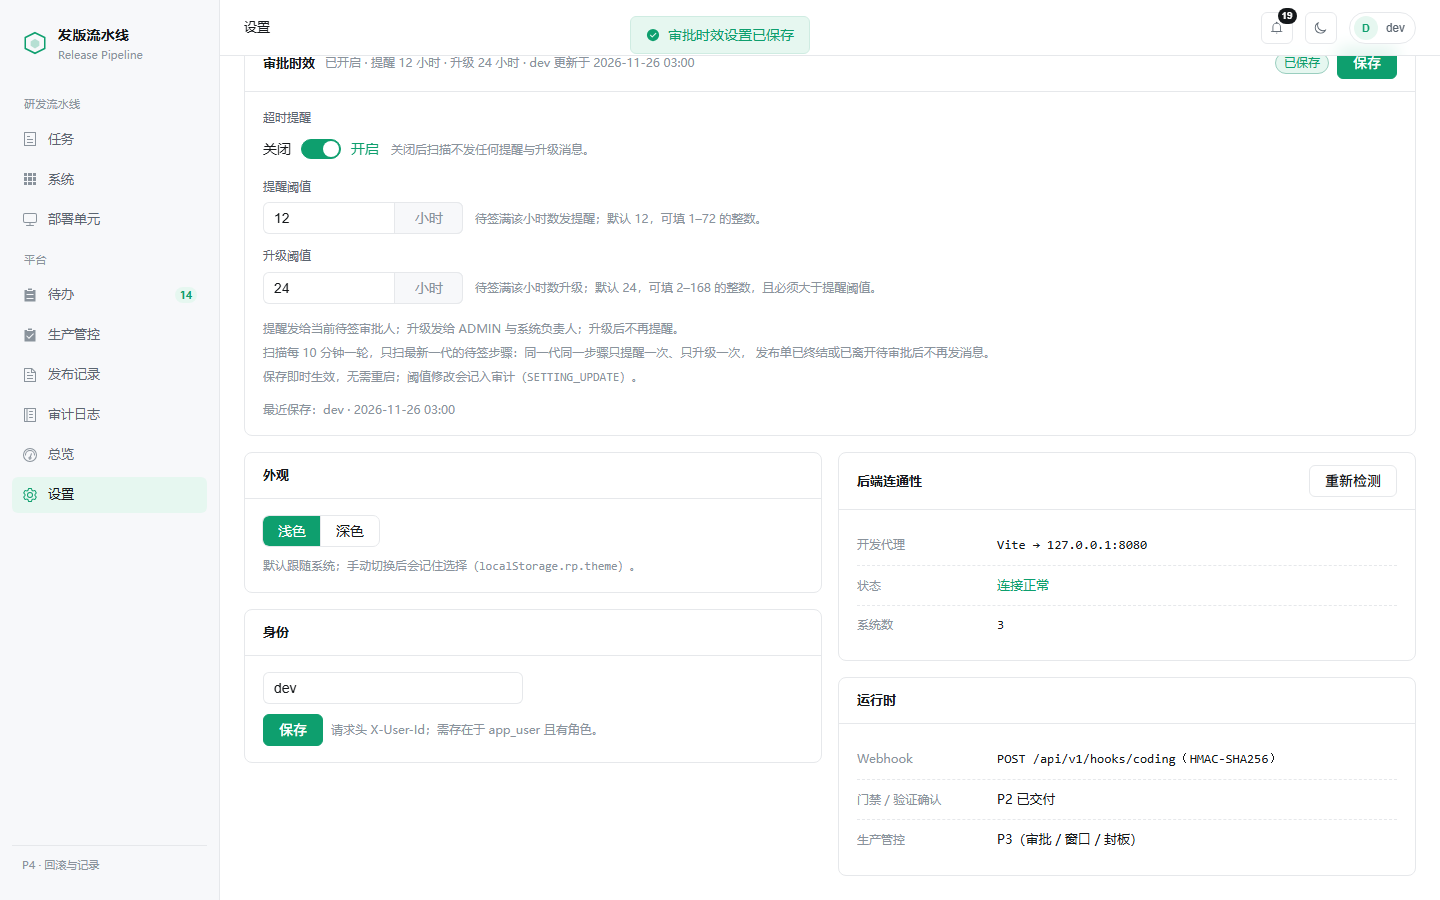 发版流水线
Release Pipeline
研发流水线
任务
系统
部署单元
平台
待办 14
生产管控
发布记录
审计日志
总览
设置
P4 · 回滚与记录
设置
审批时效设置已保存
19
D dev
审批时效 已开启 · 提醒 12 小时 · 升级 24 小时 · dev 更新于 2026-11-26 03:00
已保存 保存
超时提醒
关闭 开启 关闭后扫描不发任何提醒与升级消息。
提醒阈值
12 小时 待签满该小时数发提醒；默认 12，可填 1–72 的整数。
升级阈值
24 小时 待签满该小时数升级；默认 24，可填 2–168 的整数，且必须大于提醒阈值。
提醒发给当前待签审批人；升级发给 ADMIN 与系统负责人；升级后不再提醒。
扫描每 10 分钟一轮，只扫最新一代的待签步骤：同一代同一步骤只提醒一次、只升级一次， 发布单已终结或已离开待审批后不再发消息。
保存即时生效，无需重启；阈值修改会记入审计（SETTING_UPDATE）。
最近保存：dev · 2026-11-26 03:00
外观
浅色 深色
默认跟随系统；手动切换后会记住选择（localStorage.rp.theme）。
身份
dev
保存 请求头 X-User-Id；需存在于 app_user 且有角色。
后端连通性 重新检测
开发代理 Vite → 127.0.0.1:8080
状态 连接正常
系统数 3
运行时
Webhook POST /api/v1/hooks/coding（HMAC-SHA256）
门禁 / 验证确认 P2 已交付
生产管控 P3（审批 / 窗口 / 封板）